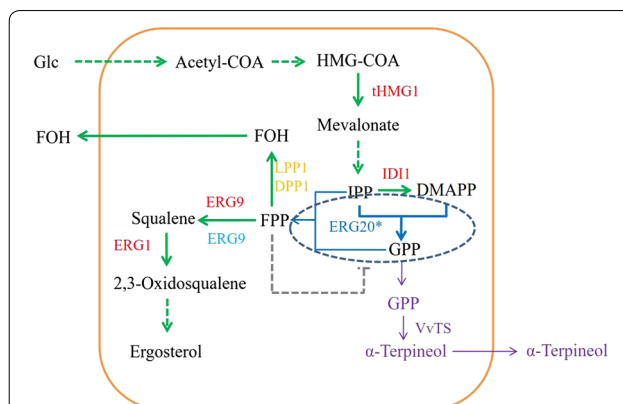 Glc
Acetyl-COA
HMG-COA
tHMG1
Mevalonate
FOH
FOH
LPP1
DPP1
IPP
IDI1
DMAPP
ERG9
Squalene
FPP
ERG20*
ERG9
ERG1
GPP
2,3-Oxidosqualene
GPP
VvTS
Ergosterol
α-Terpineol
α-Terpineol